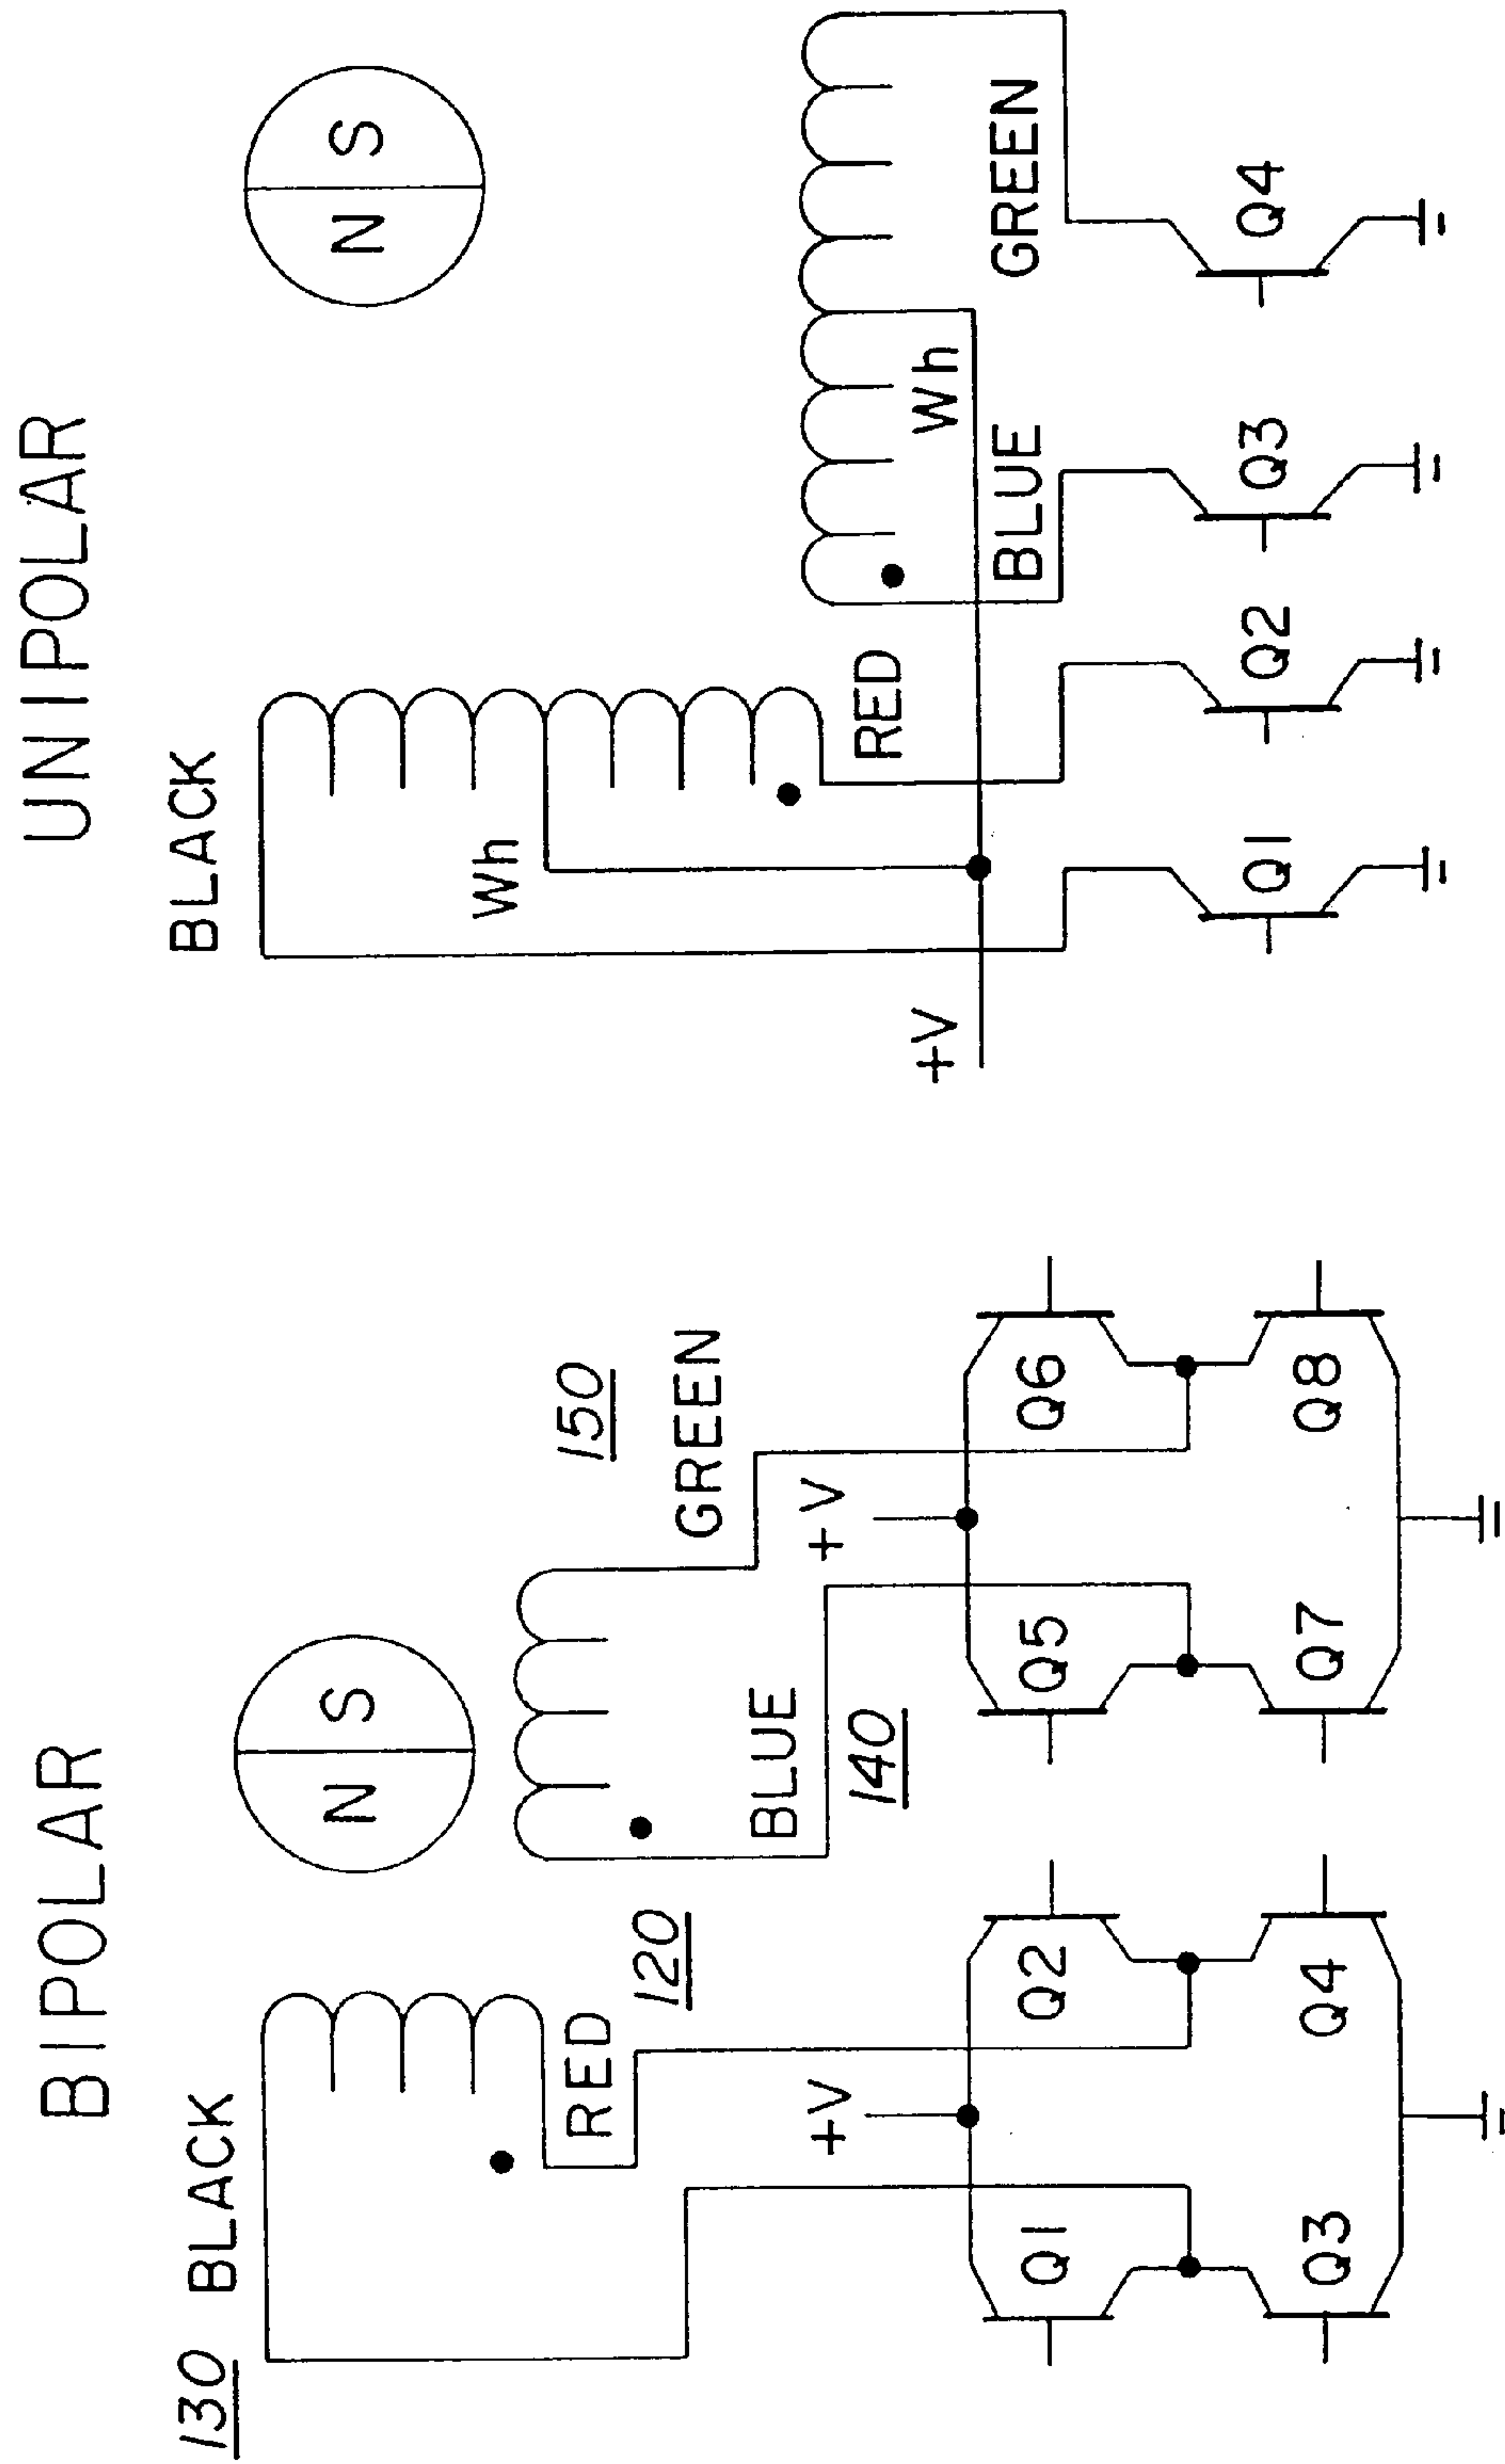 BIPOLAR
130
BLACK
N S
RED
120
150
GREEN
BLUE
140
+V
+V
Q1
Q2
Q5
Q6
Q3
Q4
Q7
Q8
UNIPOLAR
BLACK
N S
Wh
RED
Wh
+V
BLUE
GREEN
Q1
Q2
Q3
Q4